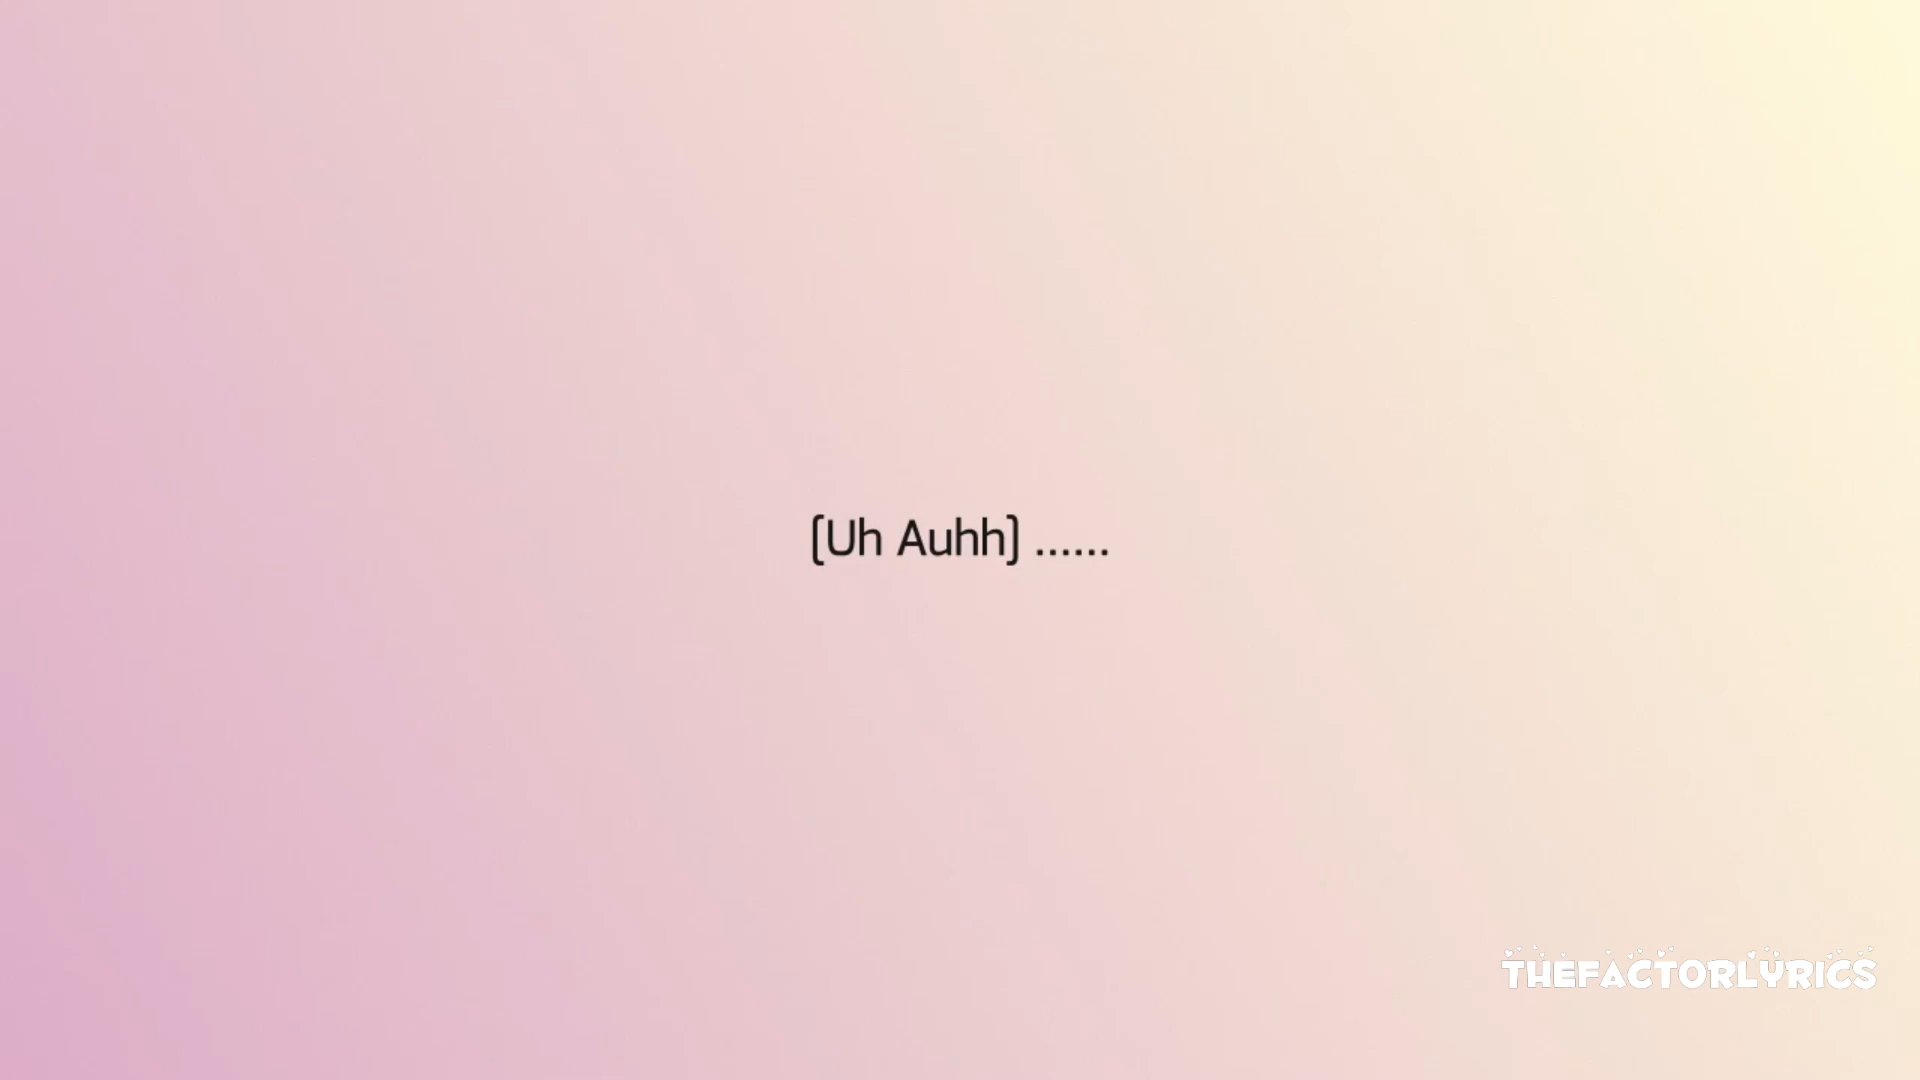 (Uh Auhh) ......
THEFACTORLYRICS